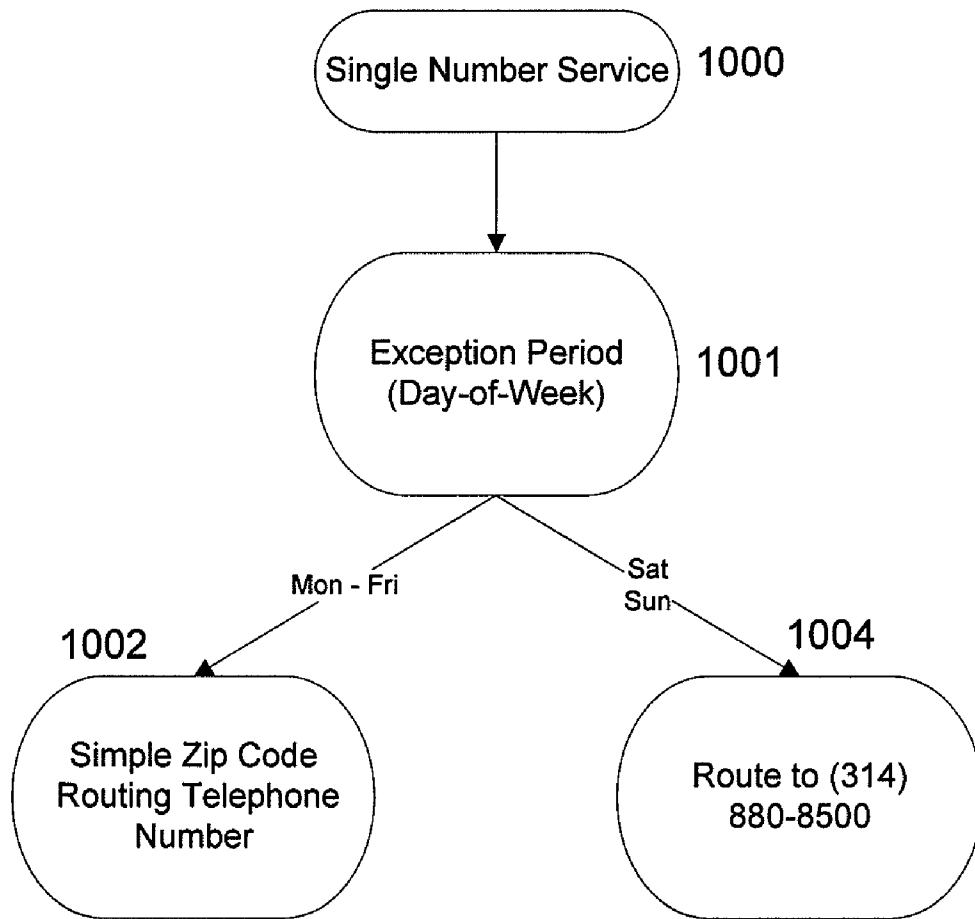 Single Number Service
1000
Exception Period
(Day-of-Week)
1001
Mon - Fri
Sat
Sun
1002
1004
Simple Zip Code
Routing Telephone
Number
Route to (314)
880-8500